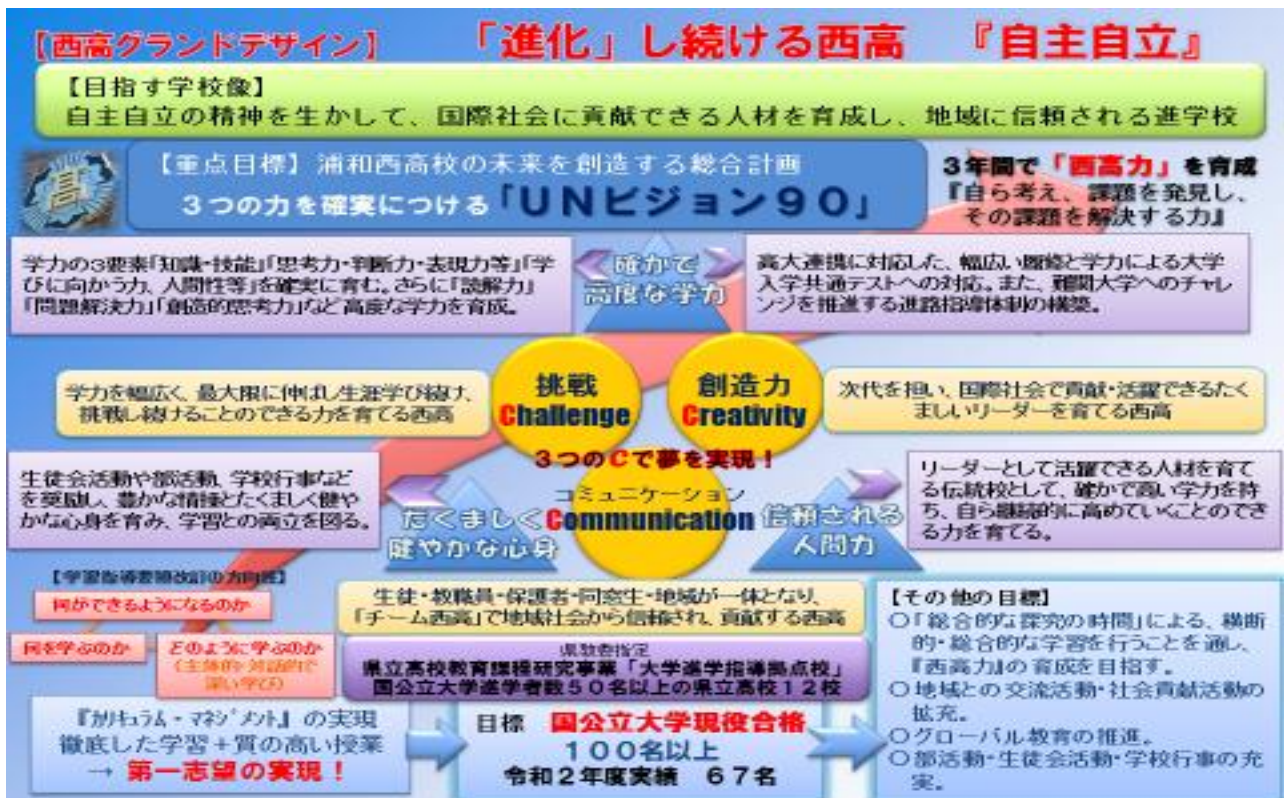 【西高グランドデザイン】 「進化」し続ける西高 『自主自立』
【目指す学校像】
自主自立の精神を生かして、国際社会に貢献できる人材を育成し、地域に信頼される進学校
高
【重点目標】浦和西高校の未来を創造する総合計画
3つの力を確実につける「UNビジョン90」
3年間で「西高力」を育成
『自ら考え、課題を発見し、
その課題を解決する力』
学力の3要素「知識・技能」「思考力・判断力・表現力等」「学
びに向かう力、人間性等」を確実に育む。さらに「読解力」
「問題解決力」「創造的思考力」など高度な学力を育成。
確かで
高度な学力
高大連携に対応した、幅広い履修と学力による大学
入学共通テストへの対応。また、難関大学へのチャレ
ンジを推進する進路指導体制の構築。
学力を幅広く、最大限に伸ばし生涯学び続け、
挑戦し続けることのできる力を育てる西高
挑戦
Challenge
創造力
Creativity
次代を担い、国際社会で貢献・活躍できるたく
ましいリーダーを育てる西高
3つのCで夢を実現!
生徒会活動や部活動、学校行事など
を奨励し、豊かな情操とたくましく健や
かな心身を育み、学習との両立を図る。
たくましく
健やかな心身
コミュニケーション
Communication
信頼される
人間力
リーダーとして活躍できる人材を育て
る伝統校として、確かで高い学力を持
ち、自ら継続的に高めていくことのでき
る力を育てる。
【学習指導要領改訂の方向性】
何ができるようになるのか
何を学ぶのか
どのように学ぶのか
(主体的・対話的で
深い学び)
生徒・教職員・保護者・同窓生・地域が一体となり、
「チーム西高」で地域社会から信頼され、貢献する西高
県教委指定
県立高校教育課程研究事業「大学進学指導拠点校」
国公立大学進学者数50名以上の県立高校12校
『カリキュラム・マネジメント』の実現
徹底した学習+質の高い授業
→ 第一志望の実現!
目標 国公立大学現役合格
100名以上
令和2年度実績 67名
【その他の目標】
○「総合的な探究の時間」による、横断
的・総合的な学習を行うことを通し、
『西高力』の育成を目指す。
○地域との交流活動・社会貢献活動の
拡充。
○グローバル教育の推進。
○部活動・生徒会活動・学校行事の充
実。